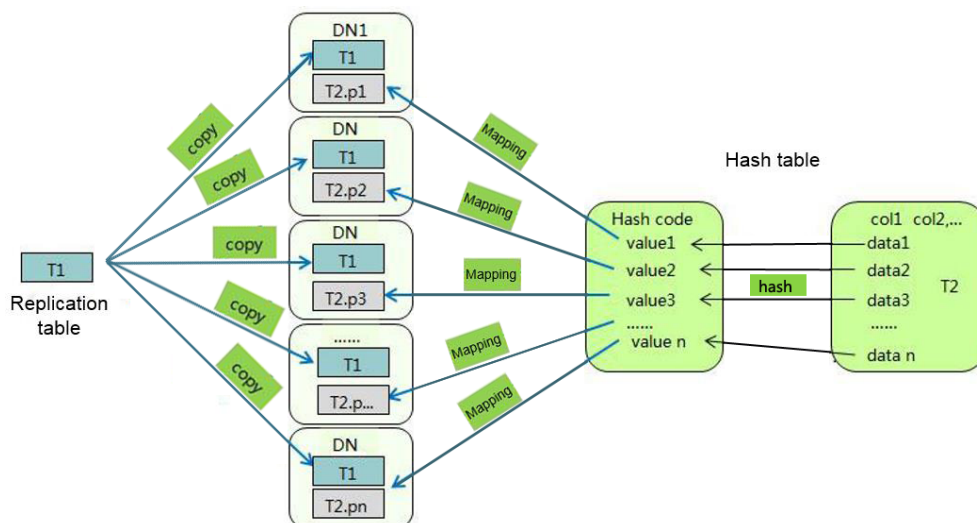 DN1
T1
T2.p1
DN
T1
T2.p2
DN
T1
T2.p3
......
T1
T2.p...
DN
T1
T2.pn
copy
copy
copy
copy
copy
T1
Replication
table
Mapping
Mapping
Mapping
Mapping
Mapping
Hash table
Hash code
value1
value2
value3
......
value n
hash
col1 col2,...
data1
data2
data3
......
data n
T2